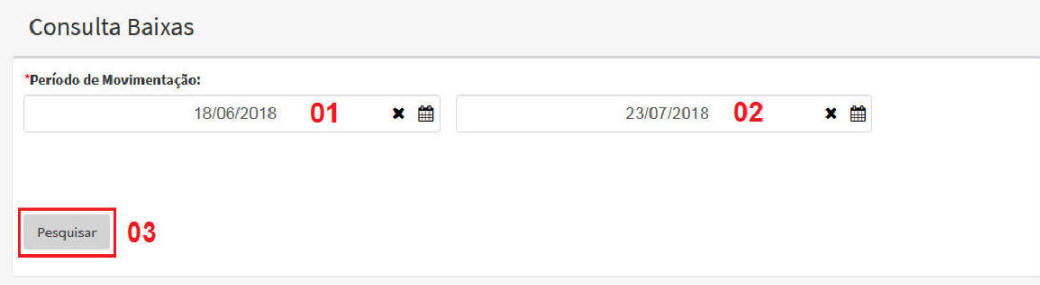 Consulta Baixas
*Período de Movimentação:
18/06/2018 01 23/07/2018 02
Pesquisar 03